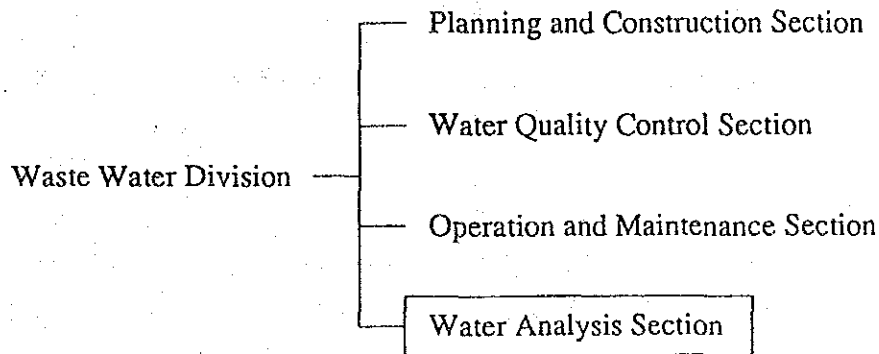 Planning and Construction Section
Water Quality Control Section
Waste Water Division
Operation and Maintenance Section
Water Analysis Section